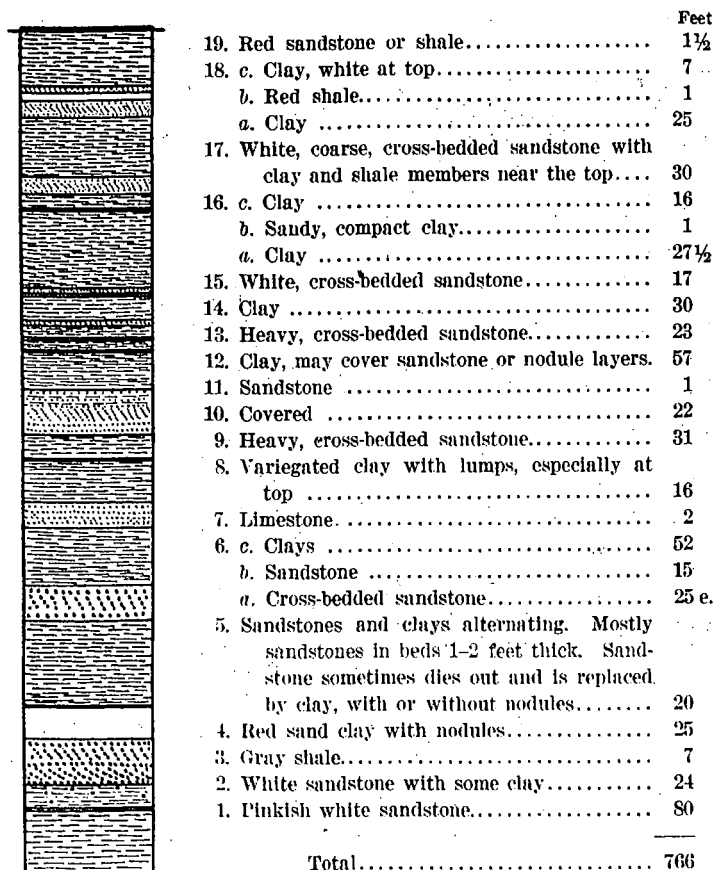 Feet
19. Red sandstone or shale.................... 1½
18. c. Clay, white at top....................... 7
b. Red shale............................... 1
a. Clay .................................... 25
17. White, coarse, cross-bedded sandstone with
clay and shale members near the top.... 30
16. c. Clay .................................... 16
b. Sandy, compact clay..................... 1
a. Clay .................................... 27½
15. White, cross-bedded sandstone............. 17
14. Clay ....................................... 30
13. Heavy, cross-bedded sandstone............. 23
12. Clay, may cover sandstone or nodule layers. 57
11. Sandstone .................................. 1
10. Covered .................................... 22
9. Heavy, cross-bedded sandstone............. 31
8. Variegated clay with lumps, especially at
top ..................................... 16
7. Limestone................................... 2
6. c. Clays ................................... 52
b. Sandstone ............................... 15
a. Cross-bedded sandstone.................. 25 e.
5. Sandstones and clays alternating. Mostly
sandstones in beds 1–2 feet thick. Sand-
stone sometimes dies out and is replaced
by clay, with or without nodules........ 20
4. Red sand clay with nodules................ 25
3. Gray shale.................................. 7
2. White sandstone with some clay........... 24
1. Pinkish white sandstone.................... 80
Total............................... 766